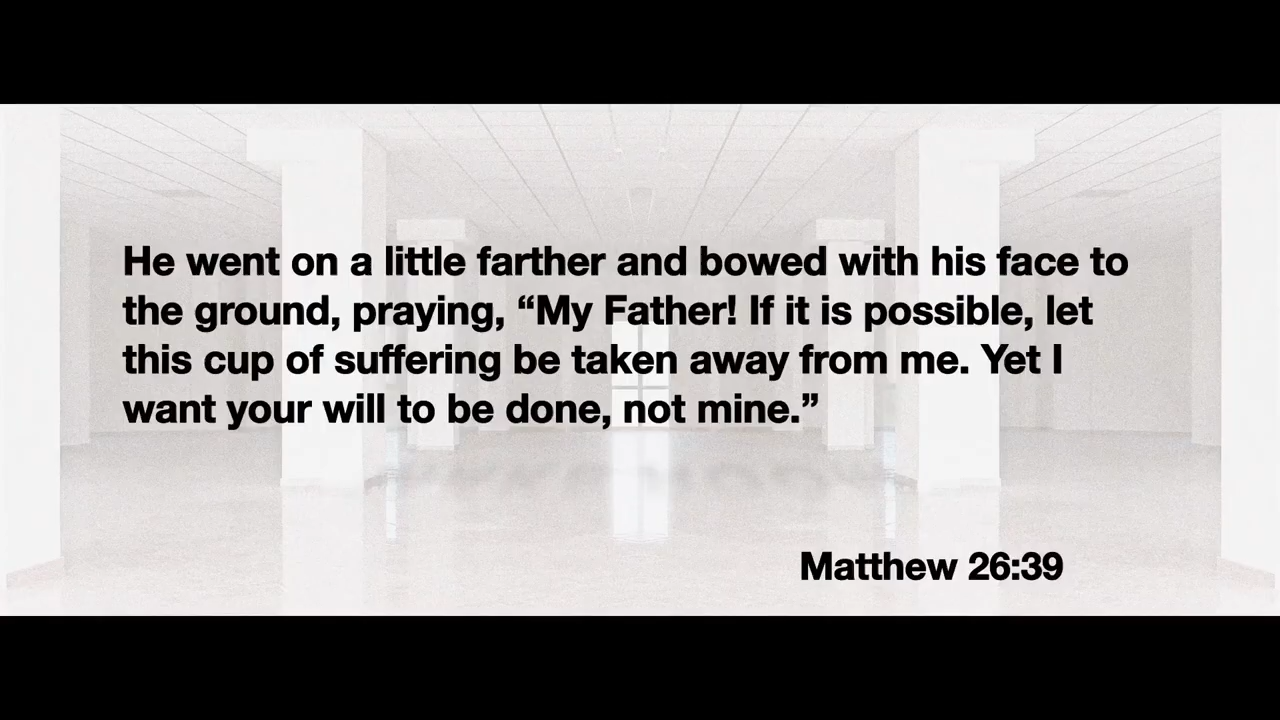 He went on a little farther and bowed with his face to
the ground, praying, “My Father! If it is possible, let
this cup of suffering be taken away from me. Yet I
want your will to be done, not mine.”
Matthew 26:39